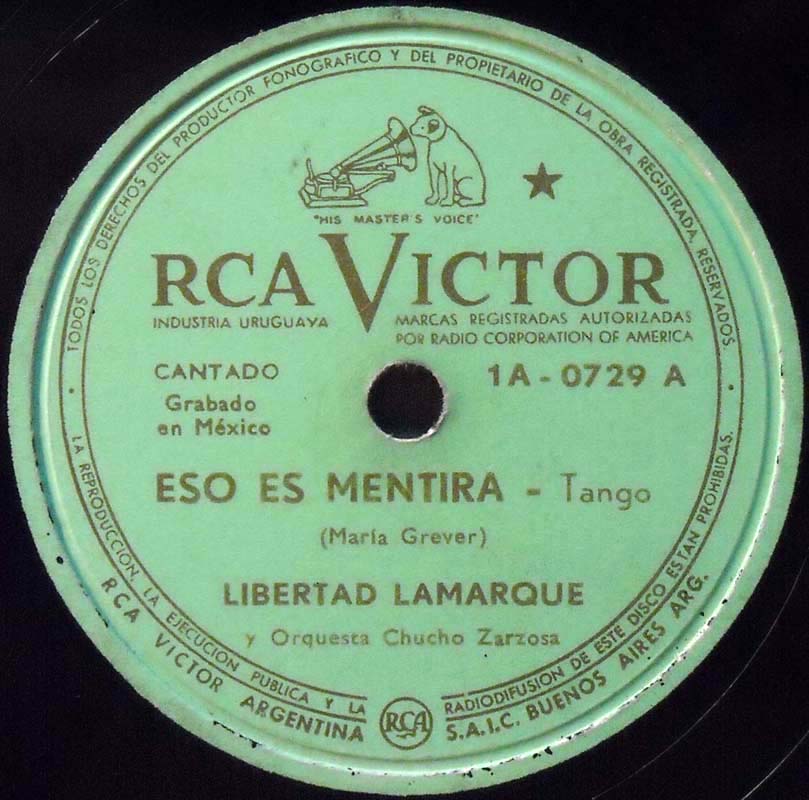 TODOS LOS DERECHOS DEL PRODUCTOR FONOGRAFICO Y DEL PROPIETARIO DE LA OBRA REGISTRADA, RESERVADOS.
"HIS MASTER'S VOICE"
RCA VICTOR
INDUSTRIA URUGUAYA
MARCAS REGISTRADAS AUTORIZADAS
POR RADIO CORPORATION OF AMERICA
CANTADO
1A - 0729 A
Grabado
en México
ESO ES MENTIRA - Tango
(María Grever)
LIBERTAD LAMARQUE
y Orquesta Chucho Zarzosa
LA REPRODUCCION, LA EJECUCION PUBLICA Y LA RADIODIFUSION DE ESTE DISCO ESTAN PROHIBIDAS.
RCA VICTOR ARGENTINA RCA S.A.I.C. BUENOS AIRES ARG.